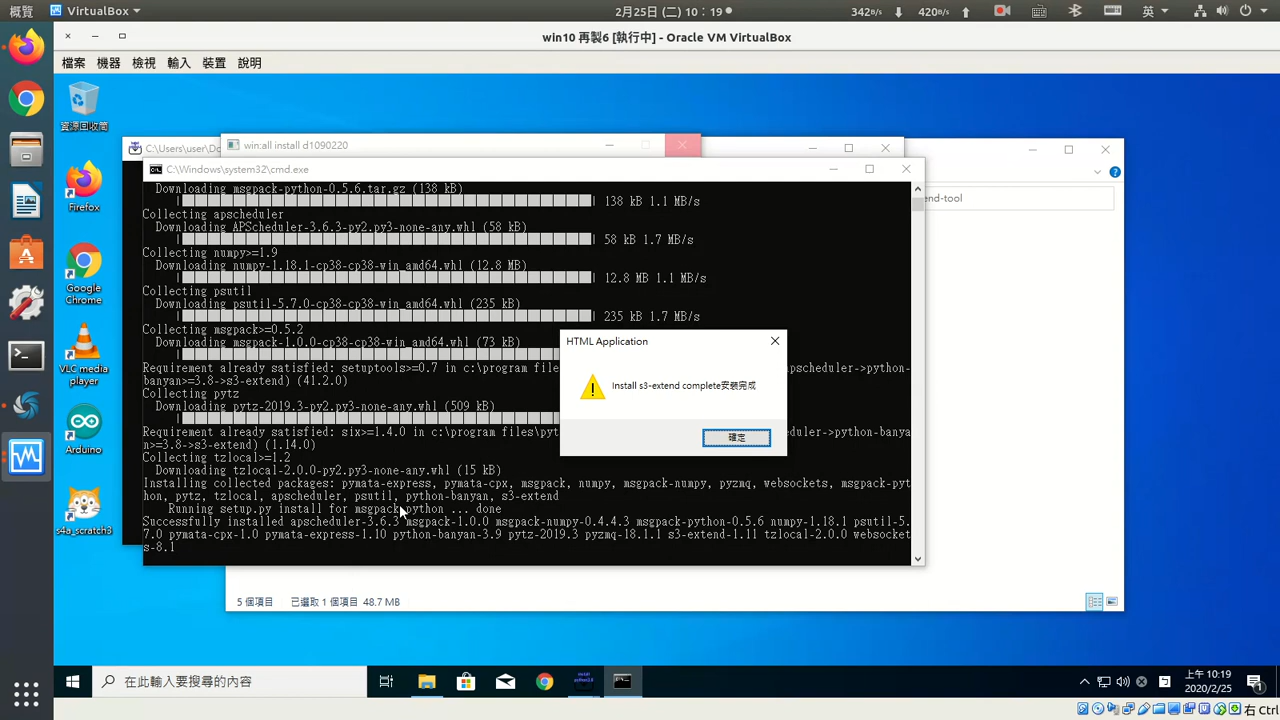 概覽
VirtualBox
2月25日 (二) 10:19
342B/s
420B/s
英
win10 再製6 [執行中] - Oracle VM VirtualBox
檔案 機器 檢視 輸入 裝置 說明
資源回收筒
C:\Users\user\Do
win:all install d1090220
C:\Windows\system32\cmd.exe
end-tool
Downloading msgpack-python-0.5.6.tar.gz (138 kB)
138 kB 1.1 MB/s
Collecting apscheduler
Downloading APScheduler-3.6.3-py2.py3-none-any.whl (58 kB)
58 kB 1.7 MB/s
Collecting numpy>=1.9
Downloading numpy-1.18.1-cp38-cp38-win_amd64.whl (12.8 MB)
12.8 MB 1.1 MB/s
Collecting psutil
Downloading psutil-5.7.0-cp38-cp38-win_amd64.whl (235 kB)
235 kB 1.7 MB/s
Collecting msgpack>=0.5.2
Downloading msgpack-1.0.0-cp38-cp38-win_amd64.whl (73 kB)
Requirement already satisfied: setuptools>=0.7 in c:\program file
apscheduler->python-
banyan>=3.8->s3-extend) (41.2.0)
Collecting pytz
Downloading pytz-2019.3-py2.py3-none-any.whl (509 kB)
Requirement already satisfied: six>=1.4.0 in c:\program files\pyt
duler->python-banya
n>=3.8->s3-extend) (1.14.0)
Collecting tzlocal>=1.2
Downloading tzlocal-2.0.0-py2.py3-none-any.whl (15 kB)
Installing collected packages: pymata-express, pymata-cpx, msgpack, numpy, msgpack-numpy, pyzmq, websockets, msgpack-pyt
hon, pytz, tzlocal, apscheduler, psutil, python-banyan, s3-extend
Running setup.py install for msgpack-python ... done
Successfully installed apscheduler-3.6.3 msgpack-1.0.0 msgpack-numpy-0.4.4.3 msgpack-python-0.5.6 numpy-1.18.1 psutil-5.
7.0 pymata-cpx-1.0 pymata-express-1.10 python-banyan-3.9 pytz-2019.3 pyzmq-18.1.1 s3-extend-1.11 tzlocal-2.0.0 websocket
s-8.1
HTML Application
Install s3-extend complete安裝完成
確定
Firefox
Google
Chrome
VLC media
player
Arduino
s4a_scratch3
5 個項目
已選取 1 個項目 48.7 MB
在此輸入要搜尋的內容
上午 10:19
2020/2/25
1
右 Ctrl